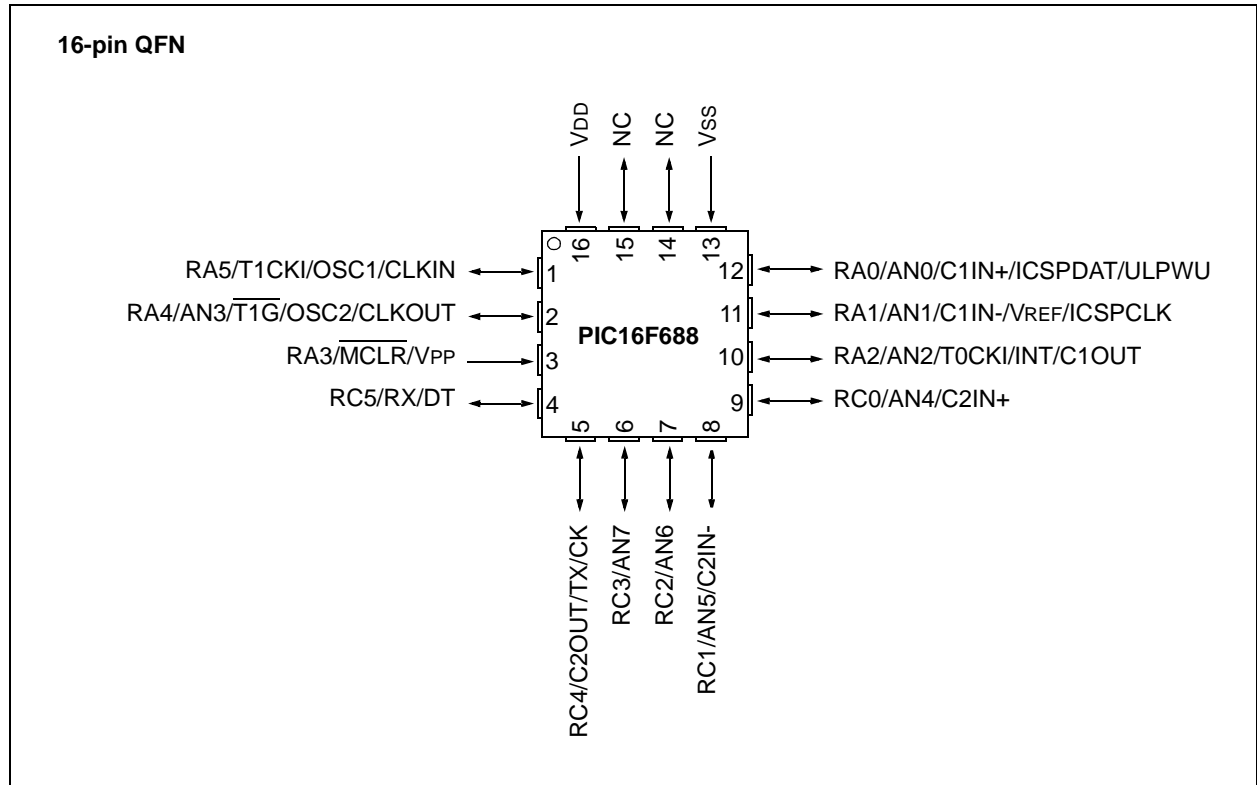 16-pin QFN
VDD
NC
NC
VSS
16
15
14
13
RA5/T1CKI/OSC1/CLKIN
1
12
RA0/AN0/C1IN+/ICSPDAT/ULPWU
RA4/AN3/T1G/OSC2/CLKOUT
2
11
RA1/AN1/C1IN-/VREF/ICSPCLK
PIC16F688
RA3/MCLR/VPP
3
10
RA2/AN2/T0CKI/INT/C1OUT
RC5/RX/DT
4
9
RC0/AN4/C2IN+
5
6
7
8
RC4/C2OUT/TX/CK
RC3/AN7
RC2/AN6
RC1/AN5/C2IN-